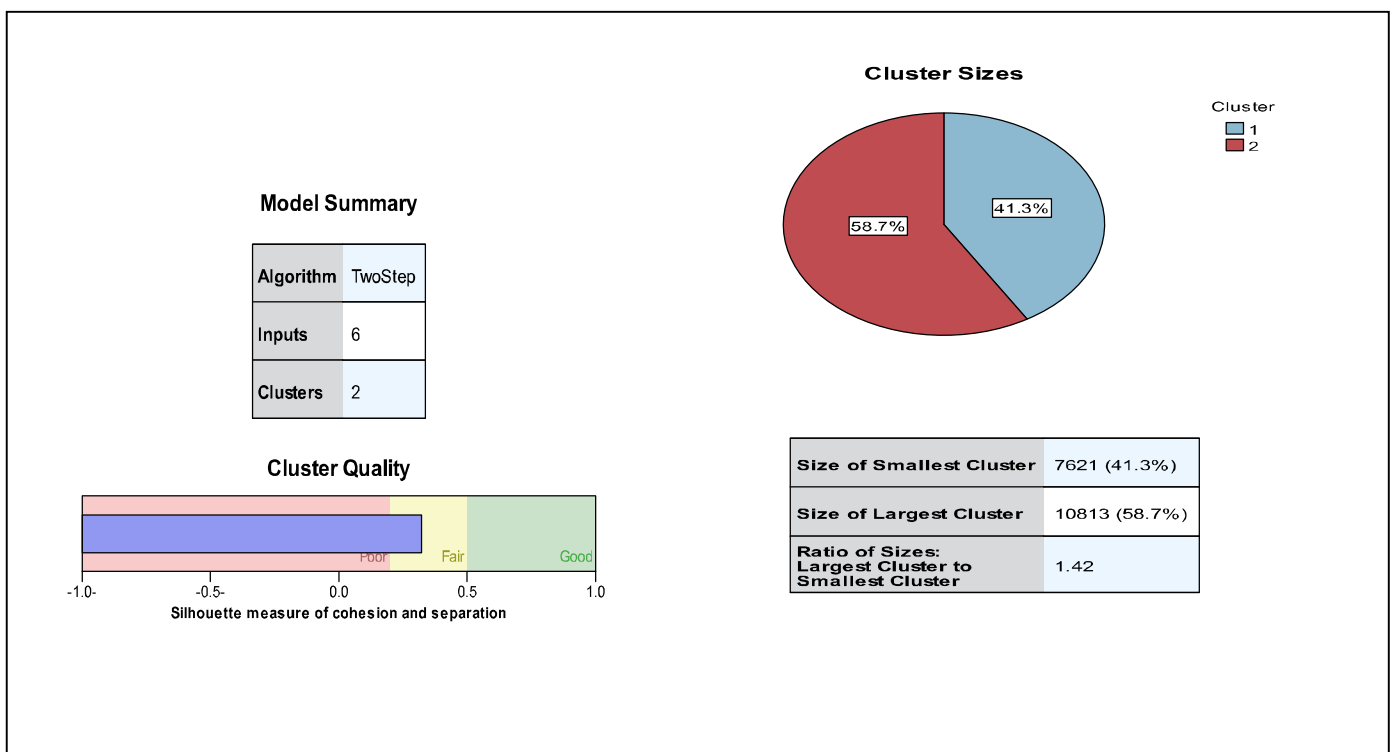 Model Summary
Algorithm TwoStep
Inputs 6
Clusters 2
Cluster Quality
Poor Fair Good
-1.0- -0.5- 0.0 0.5 1.0
Silhouette measure of cohesion and separation
Cluster Sizes
Cluster
1
2
41.3%
58.7%
Size of Smallest Cluster 7621 (41.3%)
Size of Largest Cluster 10813 (58.7%)
Ratio of Sizes:
Largest Cluster to
Smallest Cluster
1.42